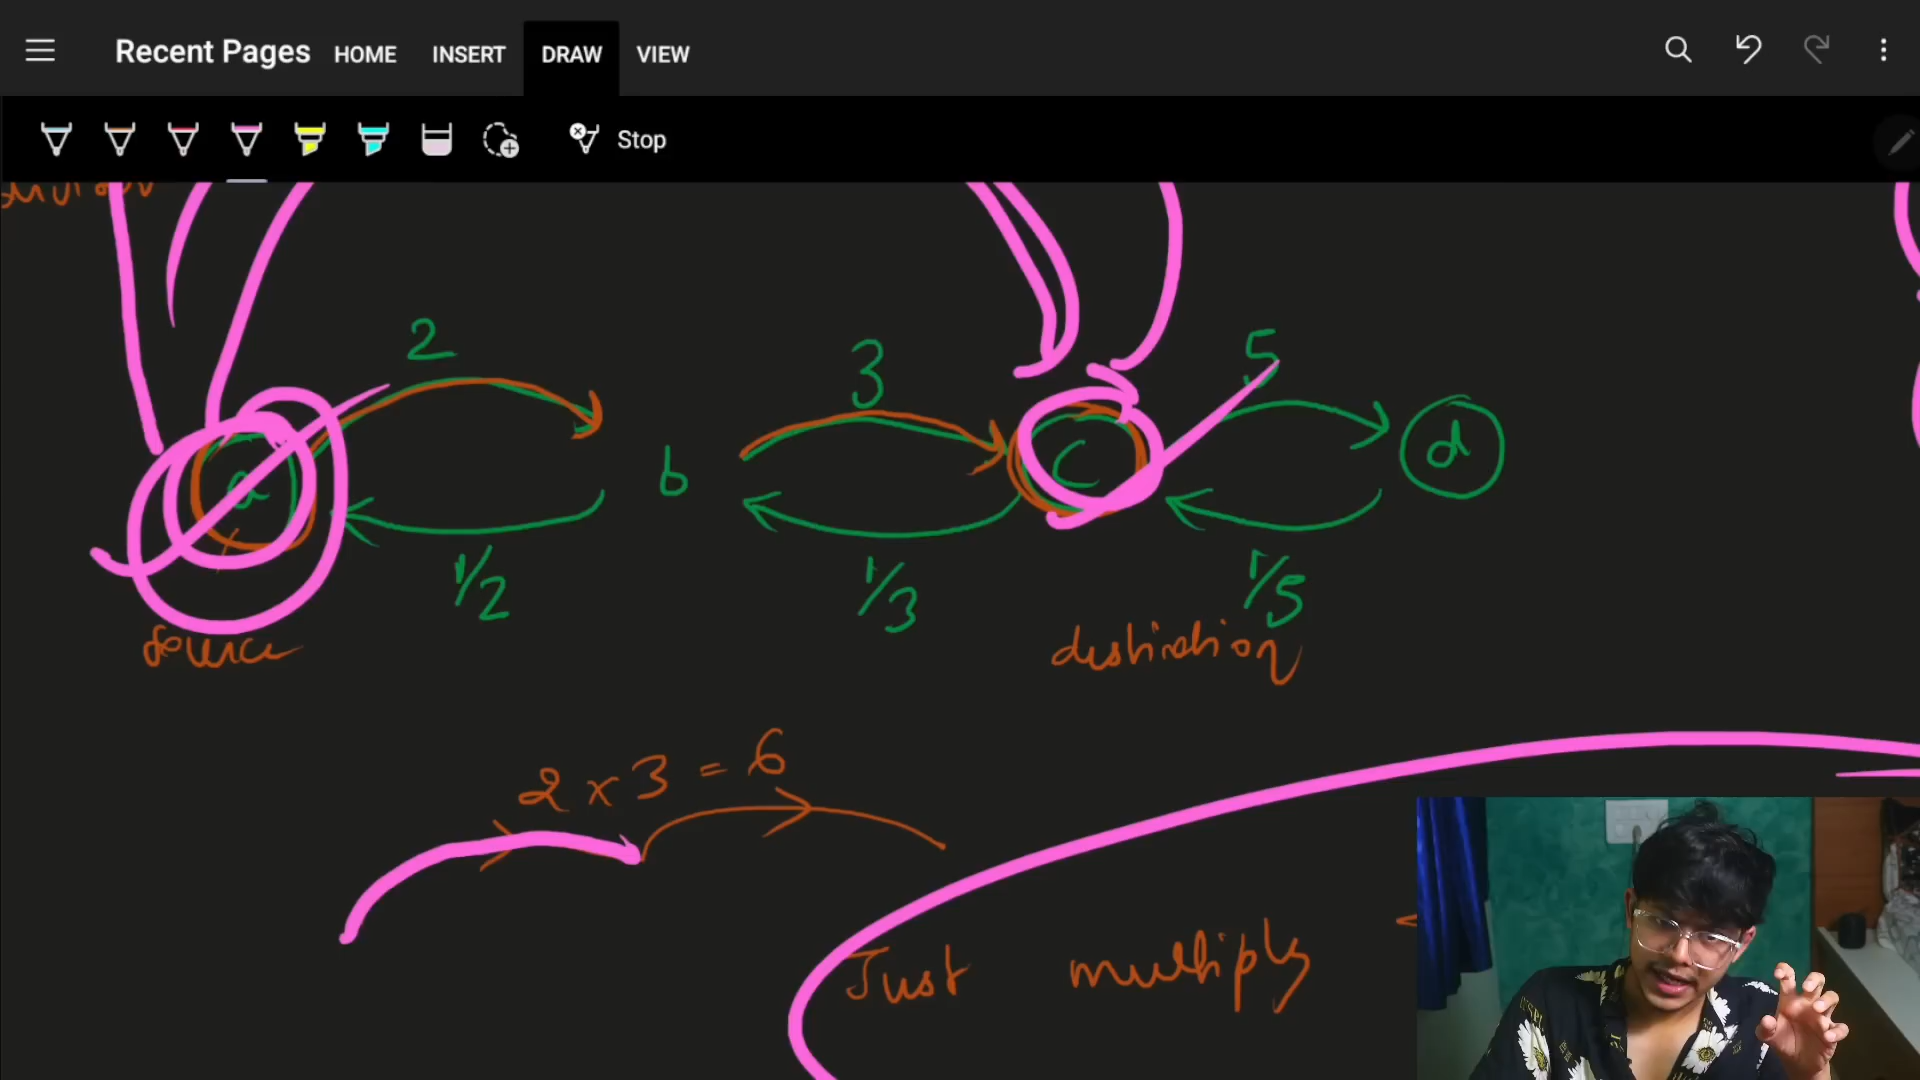 Recent Pages HOME INSERT DRAW VIEW
Stop
2 3 5
a b C d
1/2 1/3 1/5
source destination
2 x 3 = 6
Just multiply